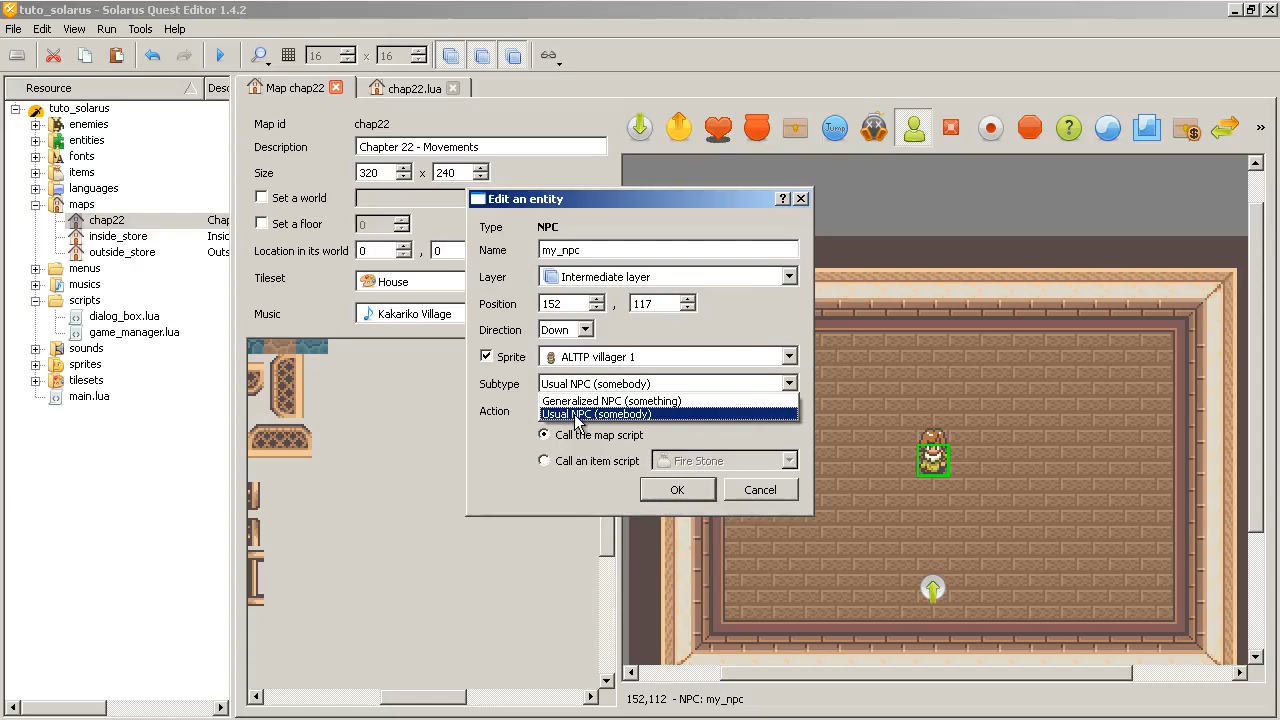 tuto_solarus - Solarus Quest Editor 1.4.2
File Edit View Run Tools Help
16 x 16
Resource
Map chap22 chap22.lua
tuto_solarus
enemies
entities
fonts
items
languages
maps
chap22
inside_store
outside_store
menus
musics
scripts
dialog_box.lua
game_manager.lua
sounds
sprites
tilesets
main.lua
Map id chap22
Description Chapter 22 - Movements
Size 320 x 240
Set a world
Set a floor 0
Location in its world 0 , 0
Tileset House
Music Kakariko Village
Jump
?
$
»
Edit an entity
Type NPC
Name my_npc
Layer Intermediate layer
Position 152 , 117
Direction Down
Sprite ALTTP villager 1
Subtype Usual NPC (somebody)
Generalized NPC (something)
Usual NPC (somebody)
Action
Call the map script
Call an item script Fire Stone
OK Cancel
152,112 - NPC: my_npc